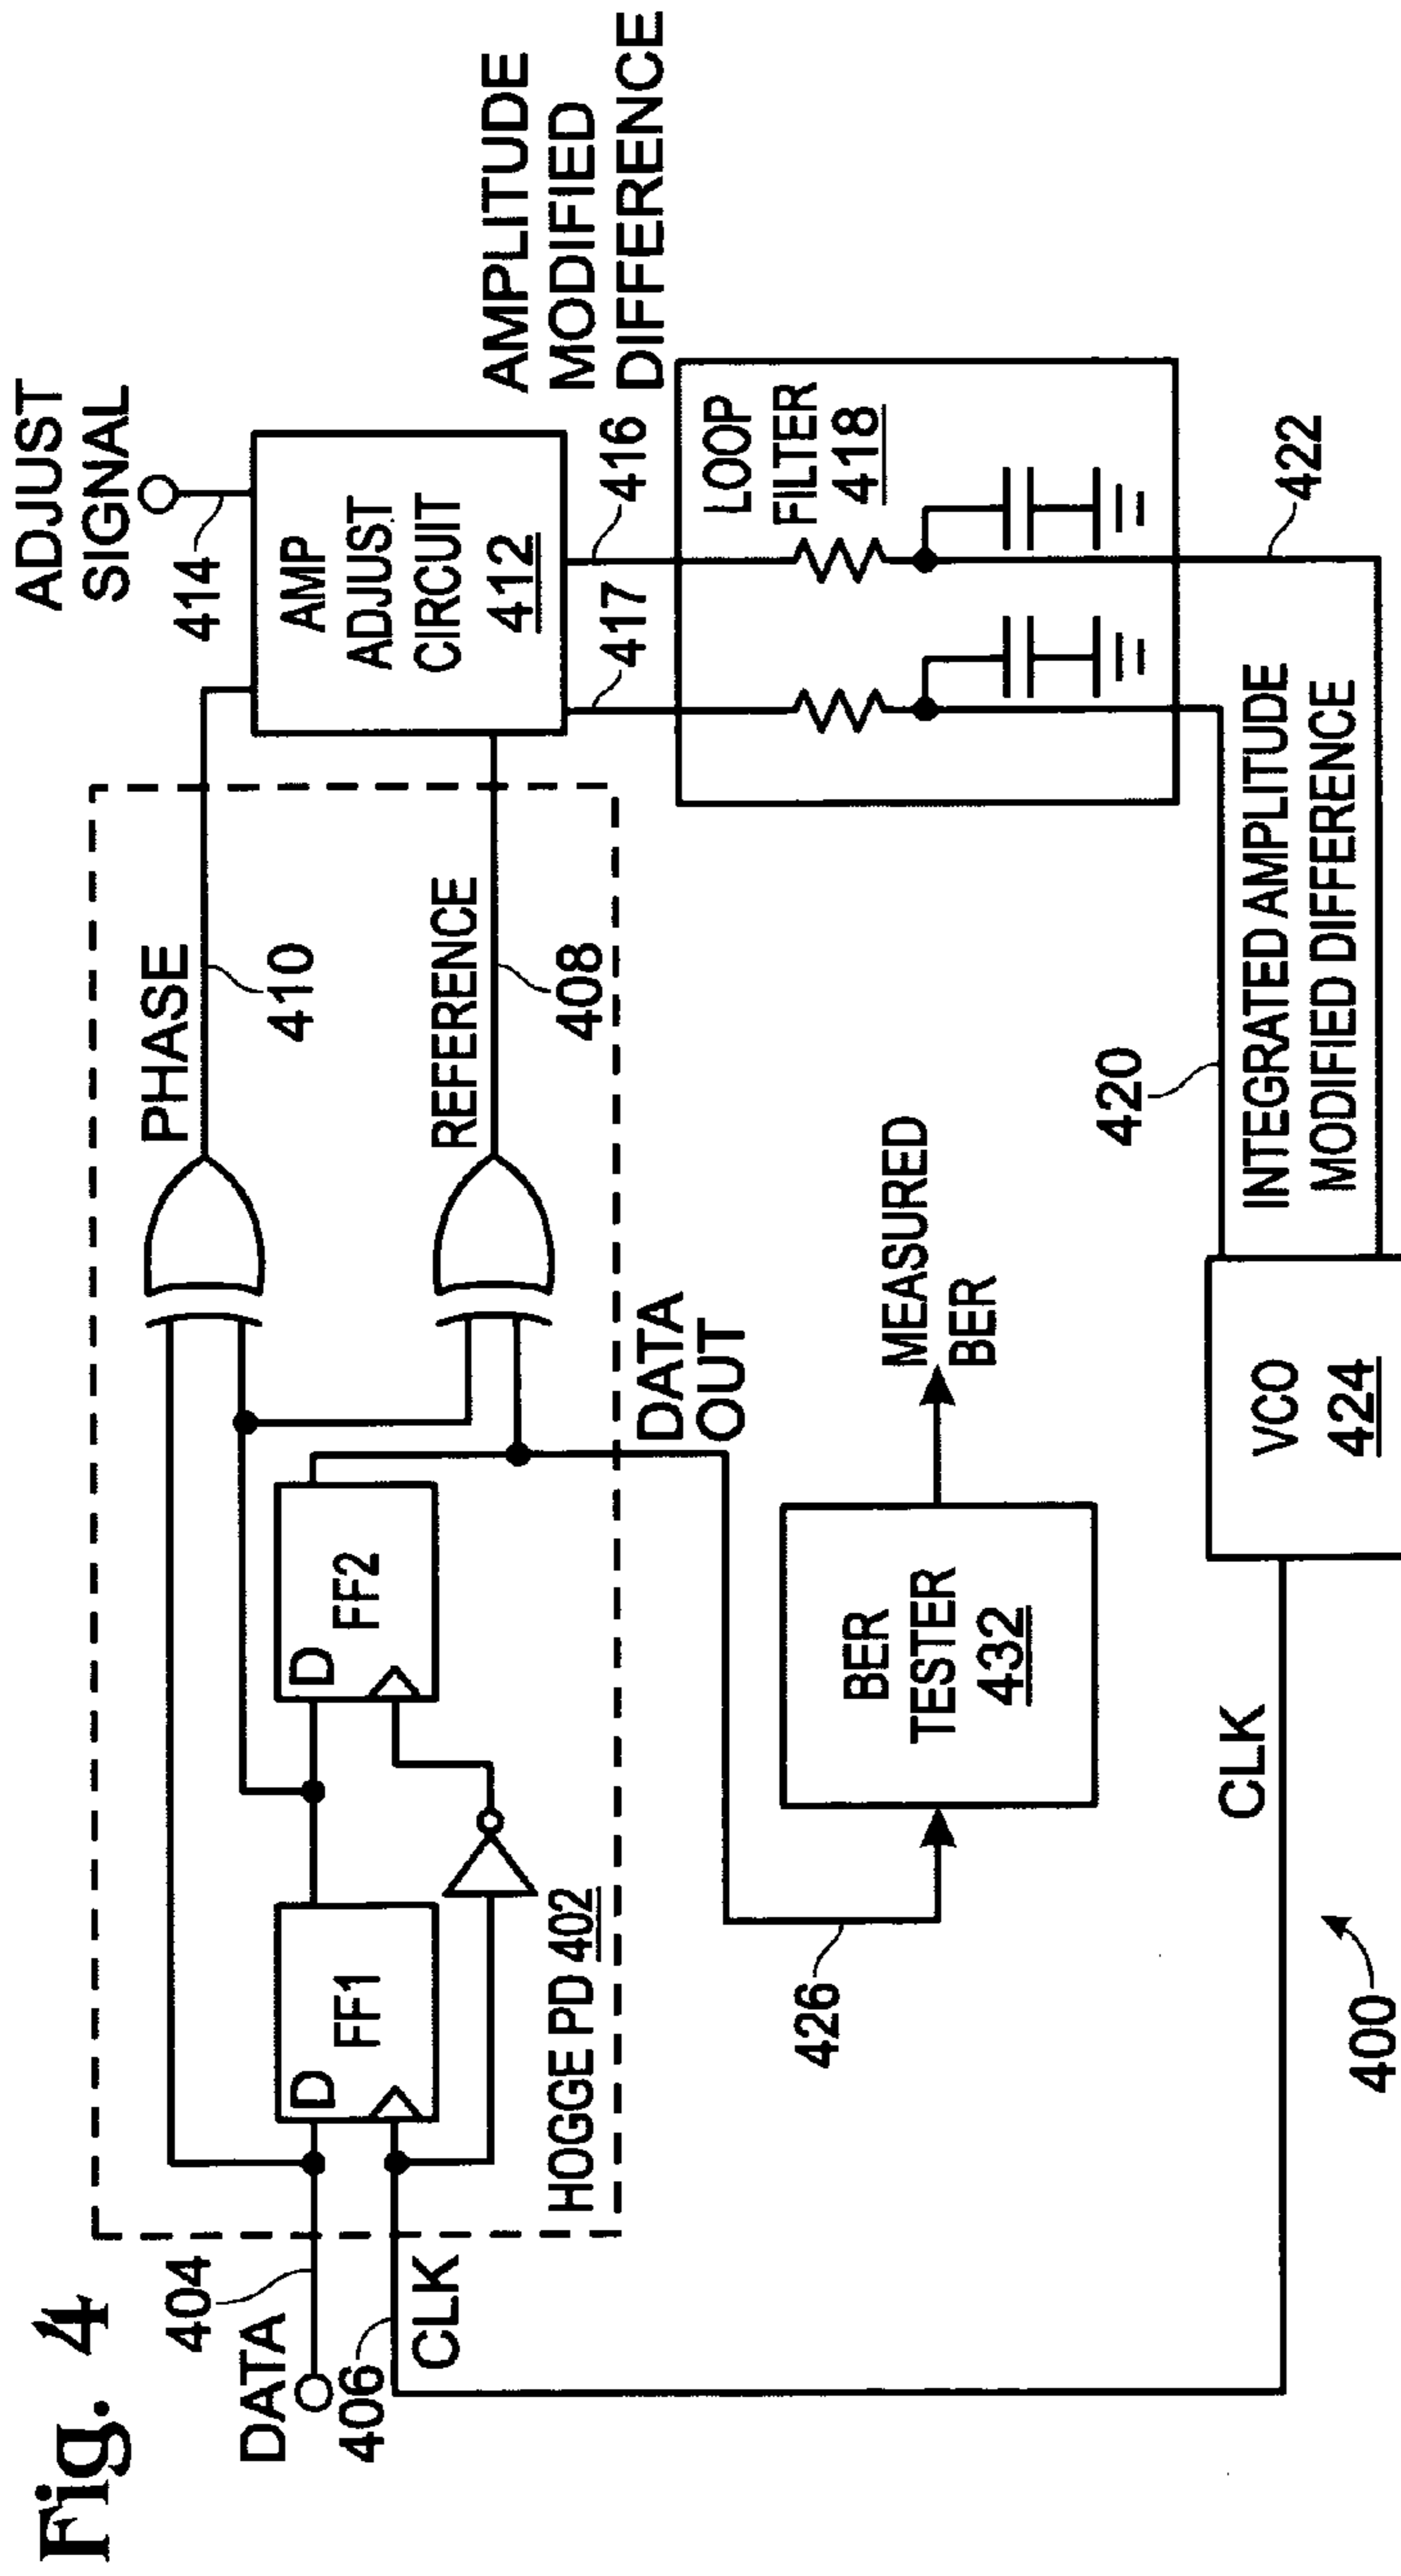 Fig. 4
ADJUST
SIGNAL
414
PHASE
410
AMP
ADJUST
CIRCUIT
412
404
DATA
D
FF1
D
FF2
REFERENCE
408
406
CLK
HOGGE PD 402
417
416
AMPLITUDE
MODIFIED
DIFFERENCE
DATA
OUT
LOOP
FILTER
418
426
BER
TESTER
432
MEASURED
BER
420
422
CLK
VCO
424
INTEGRATED AMPLITUDE
MODIFIED DIFFERENCE
400